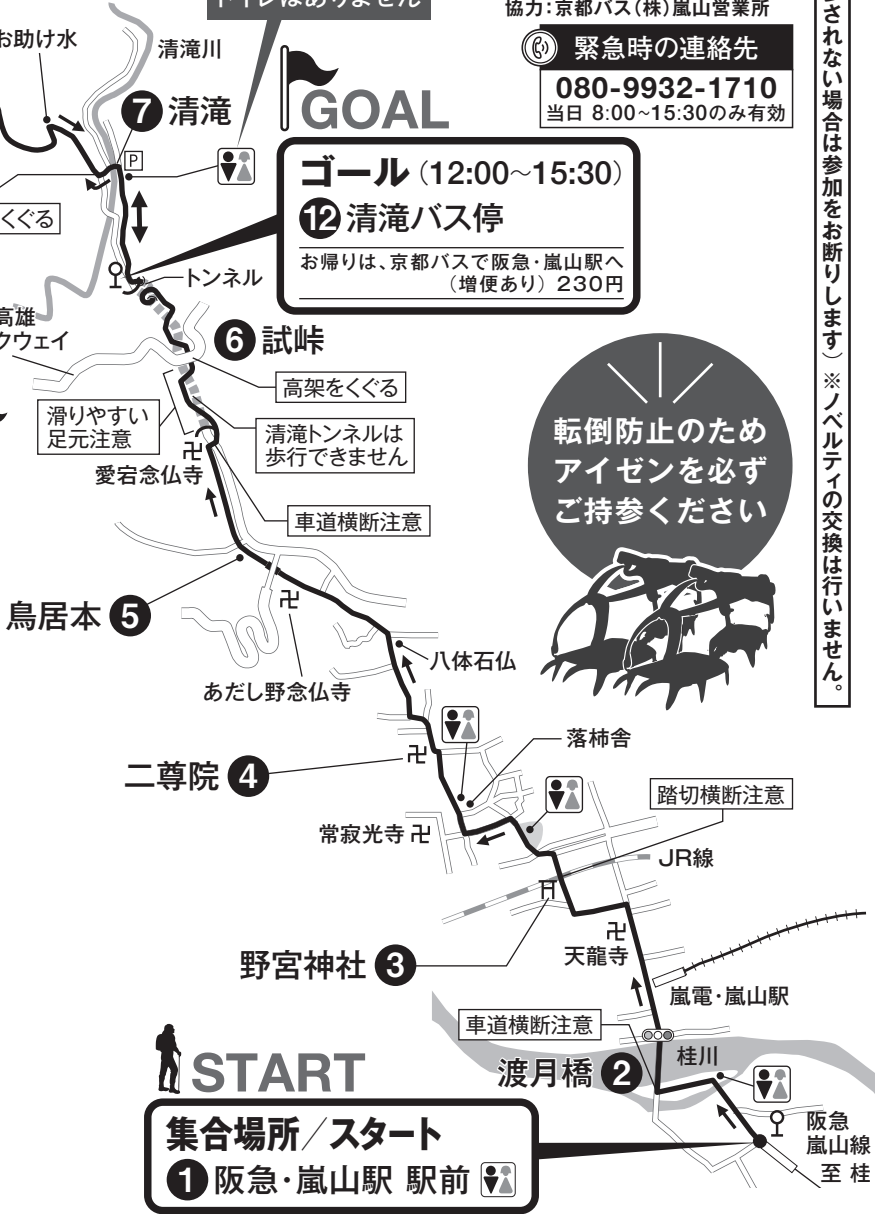 トイレはありません
協力:京都バス(株)嵐山営業所
緊急時の連絡先
080-9932-1710
当日 8:00~15:30のみ有効
されない場合は参加をお断りします）※ノベルティの交換は行いません。
お助け水
清滝川
7 清滝
P
GOAL
ゴール（12:00～15:30）
12 清滝バス停
お帰りは、京都バスで阪急・嵐山駅へ
（増便あり）230円
くぐる
トンネル
高雄
クウェイ
6 試峠
高架をくぐる
滑りやすい
足元注意
清滝トンネルは
歩行できません
卍
愛宕念仏寺
車道横断注意
転倒防止のため
アイゼンを必ず
ご持参ください
鳥居本 5
卍
あだし野念仏寺
八体石仏
二尊院 4
卍
落柿舎
踏切横断注意
常寂光寺 卍
JR線
野宮神社 3
卍
天龍寺
嵐電・嵐山駅
車道横断注意
渡月橋 2
桂川
START
集合場所／スタート
1 阪急・嵐山駅 駅前
阪急
嵐山線
至 桂